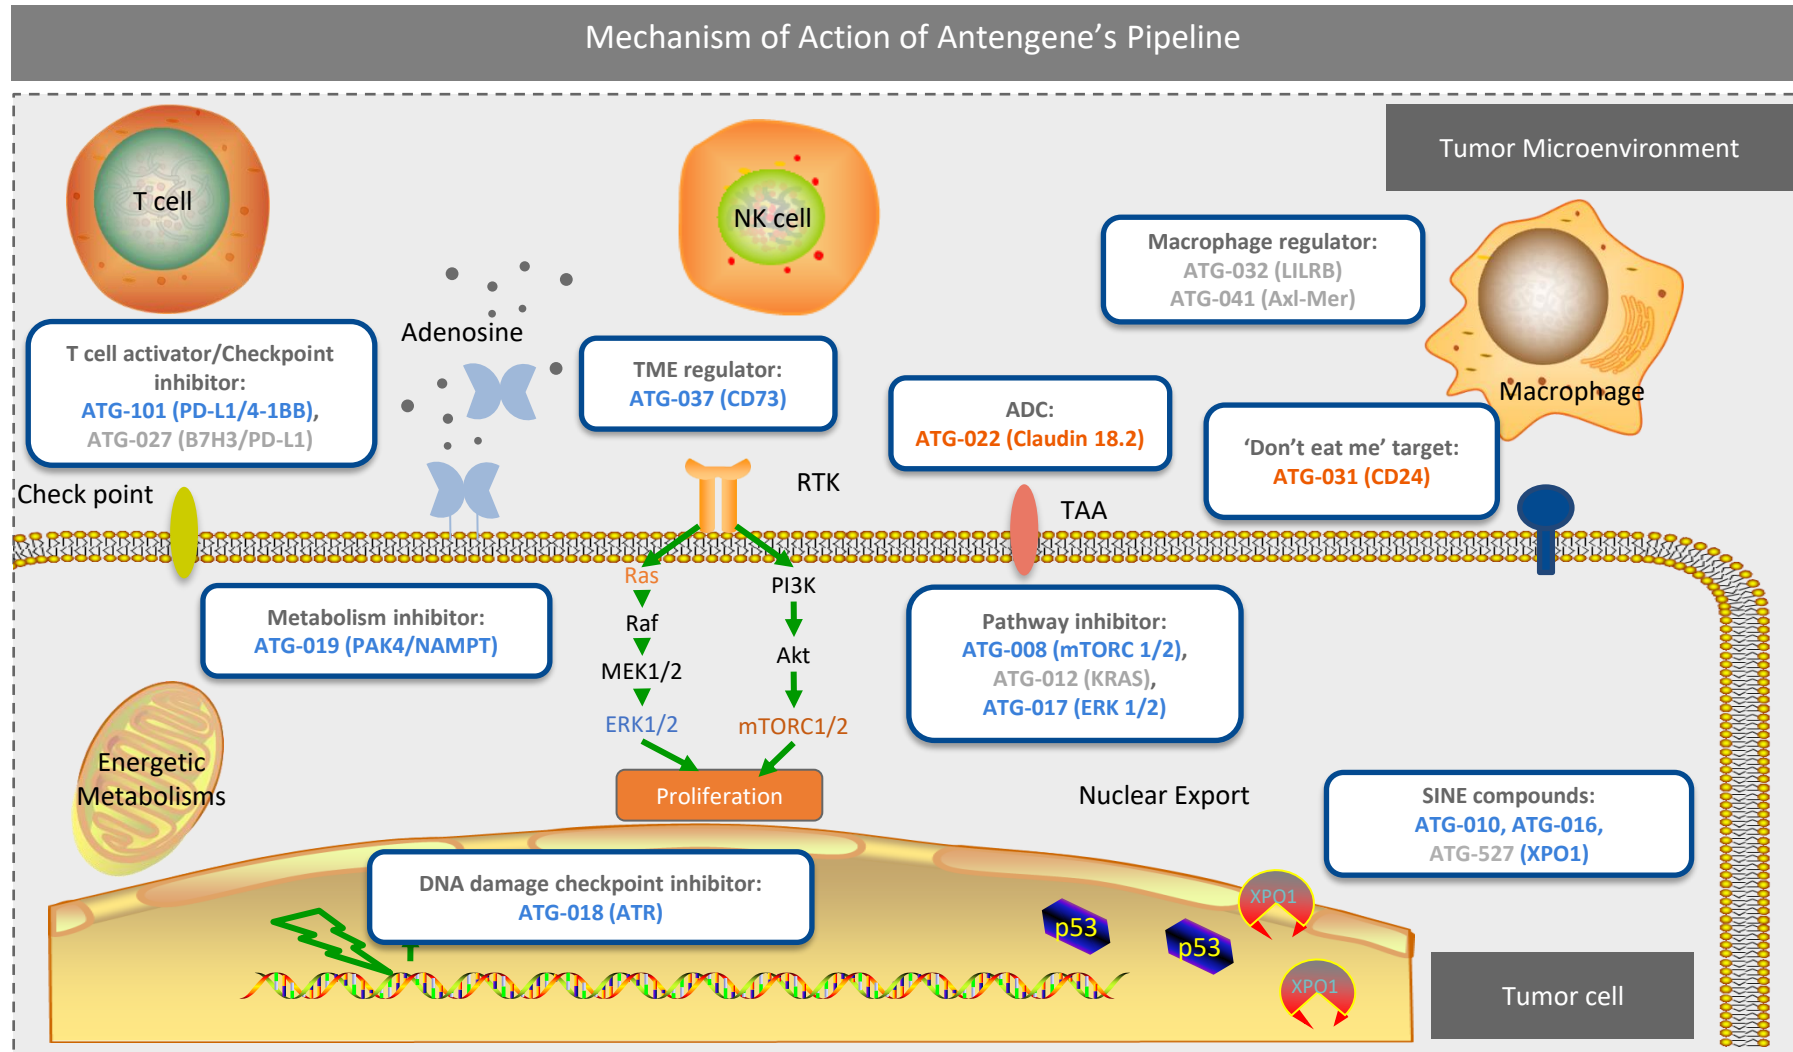 Mechanism of Action of Antengene’s Pipeline
Tumor Microenvironment
T cell
NK cell
Macrophage regulator:
ATG-032 (LILRB)
ATG-041 (Axl-Mer)
Macrophage
Adenosine
T cell activator/Checkpoint
inhibitor:
ATG-101 (PD-L1/4-1BB),
ATG-027 (B7H3/PD-L1)
TME regulator:
ATG-037 (CD73)
ADC:
ATG-022 (Claudin 18.2)
‘Don’t eat me’ target:
ATG-031 (CD24)
Check point
RTK
TAA
Metabolism inhibitor:
ATG-019 (PAK4/NAMPT)
Ras
Raf
MEK1/2
ERK1/2
PI3K
Akt
mTORC1/2
Proliferation
Pathway inhibitor:
ATG-008 (mTORC 1/2),
ATG-012 (KRAS),
ATG-017 (ERK 1/2)
Energetic
Metabolisms
Nuclear Export
SINE compounds:
ATG-010, ATG-016,
ATG-527 (XPO1)
DNA damage checkpoint inhibitor:
ATG-018 (ATR)
p53
p53
XPO1
XPO1
Tumor cell